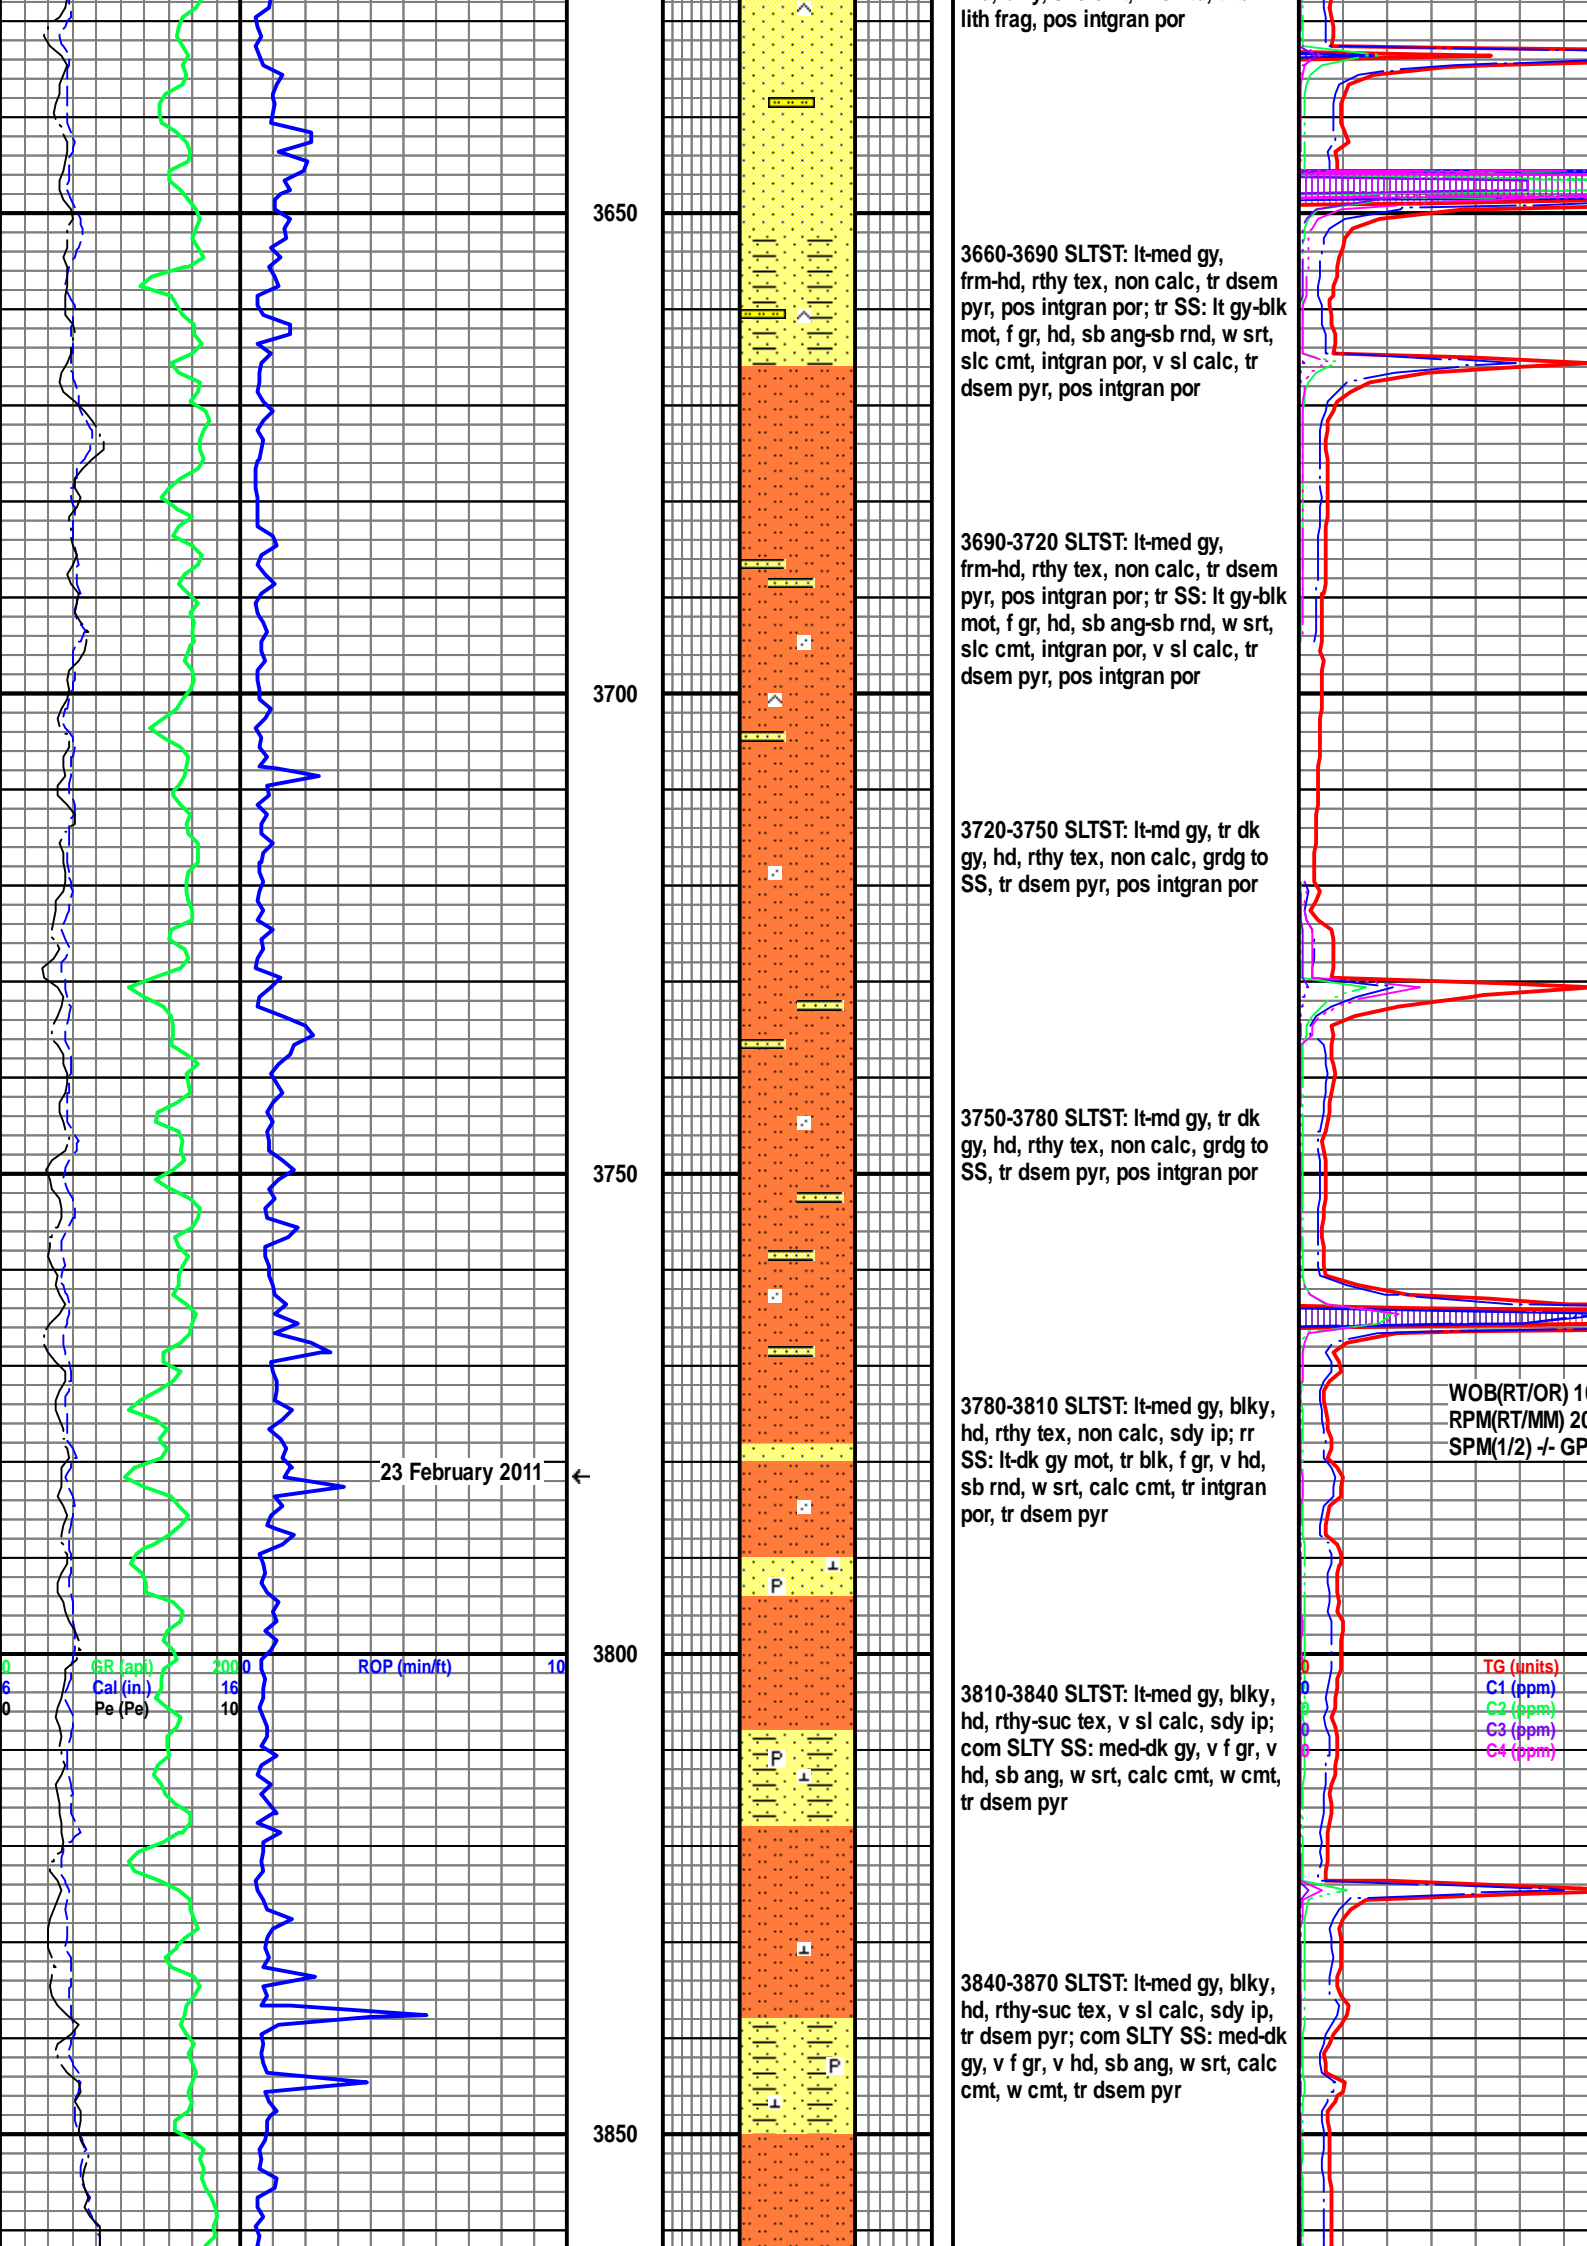 lith frag, pos intgran por
3650
3660-3690 SLTST: lt-med gy,
frm-hd, rthy tex, non calc, tr dsem
pyr, pos intgran por; tr SS: lt gy-blk
mot, f gr, hd, sb ang-sb rnd, w srt,
slc cmt, intgran por, v sl calc, tr
dsem pyr, pos intgran por
3690-3720 SLTST: lt-med gy,
frm-hd, rthy tex, non calc, tr dsem
pyr, pos intgran por; tr SS: lt gy-blk
mot, f gr, hd, sb ang-sb rnd, w srt,
slc cmt, intgran por, v sl calc, tr
dsem pyr, pos intgran por
3700
3720-3750 SLTST: lt-md gy, tr dk
gy, hd, rthy tex, non calc, grdg to
SS, tr dsem pyr, pos intgran por
3750-3780 SLTST: lt-md gy, tr dk
gy, hd, rthy tex, non calc, grdg to
SS, tr dsem pyr, pos intgran por
3750
WOB(RT/OR) 10
RPM(RT/MM) 20
SPM(1/2) -/- GP
3780-3810 SLTST: lt-med gy, blky,
hd, rthy tex, non calc, sdy ip; rr
SS: lt-dk gy mot, tr blk, f gr, v hd,
sb rnd, w srt, calc cmt, tr intgran
por, tr dsem pyr
23 February 2011 ←
P
3800
0 GR (api) 200
6 Cal (in.) 16
0 Pe (Pe) 10
0 ROP (min/ft) 10
0 TG (units)
0 C1 (ppm)
0 C2 (ppm)
0 C3 (ppm)
0 C4 (ppm)
3810-3840 SLTST: lt-med gy, blky,
hd, rthy-suc tex, v sl calc, sdy ip;
com SLTY SS: med-dk gy, v f gr, v
hd, sb ang, w srt, calc cmt, w cmt,
tr dsem pyr
P
3840-3870 SLTST: lt-med gy, blky,
hd, rthy-suc tex, v sl calc, sdy ip,
tr dsem pyr; com SLTY SS: med-dk
gy, v f gr, v hd, sb ang, w srt, calc
cmt, w cmt, tr dsem pyr
P
3850